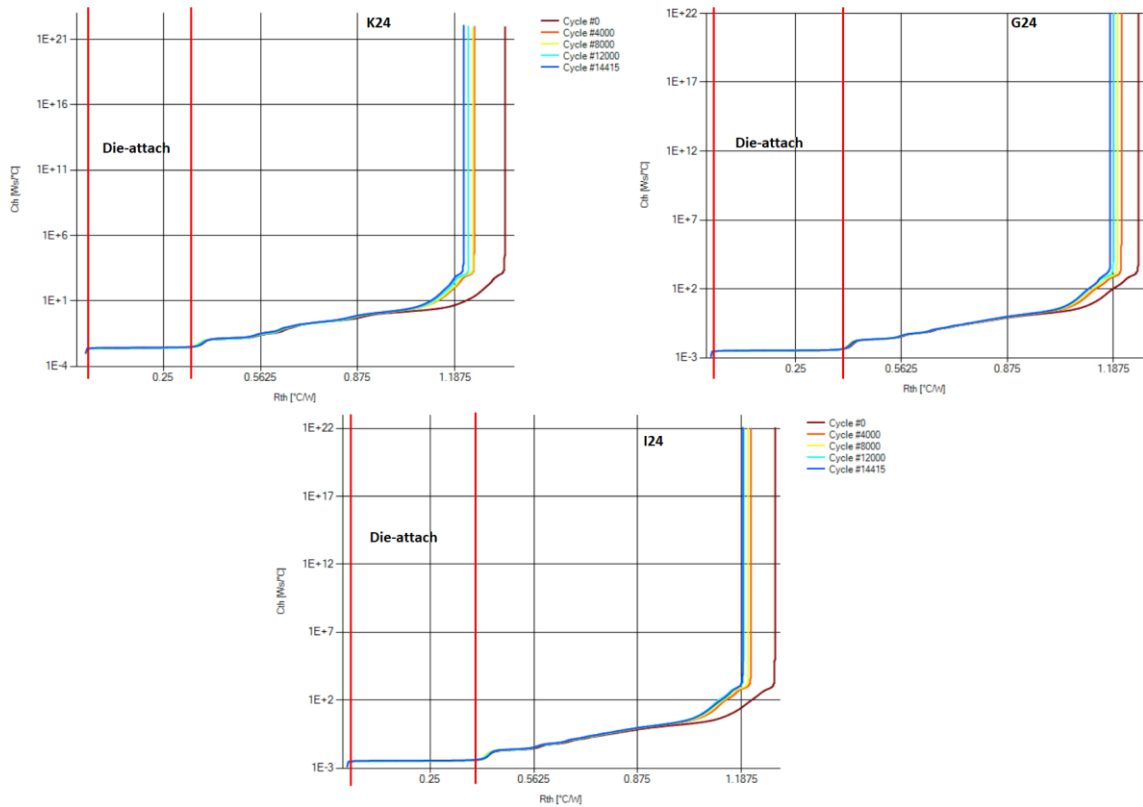 K24
Cycle #0
Cycle #4000
Cycle #8000
Cycle #12000
Cycle #14415
1E+21
1E+16
1E+11
1E+6
1E+1
1E-4
Cth [Ws/°C]
Die-attach
0.25
0.5625
0.875
1.1875
Rth [°C/W]
G24
1E+22
1E+17
1E+12
1E+7
1E+2
1E-3
Cth [Ws/°C]
Die-attach
0.25
0.5625
0.875
1.1875
Rth [°C/W]
I24
Cycle #0
Cycle #4000
Cycle #8000
Cycle #12000
Cycle #14415
1E+22
1E+17
1E+12
1E+7
1E+2
1E-3
Cth [Ws/°C]
Die-attach
0.25
0.5625
0.875
1.1875
Rth [°C/W]